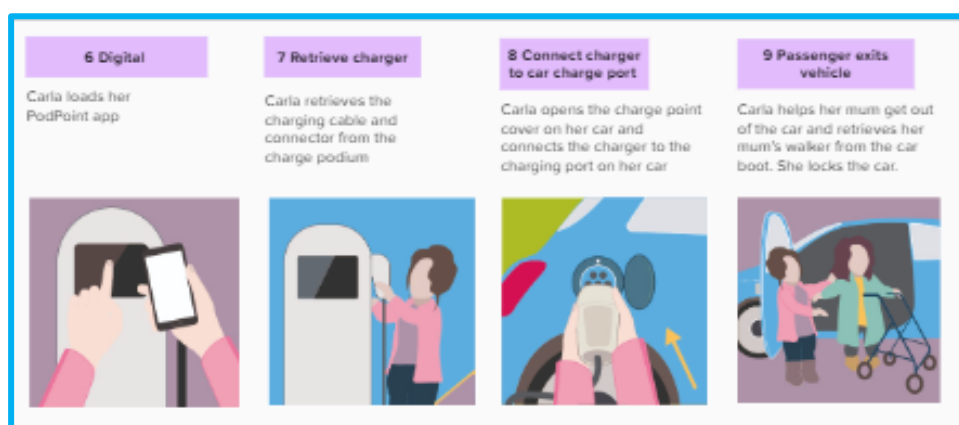 6 Digital
Carla loads her
PodPoint app
7 Retrieve charger
Carla retrieves the
charging cable and
connector from the
charge podium
8 Connect charger
to car charge port
Carla opens the charge point
cover on her car and
connects the charger to the
charging port on her car
9 Passenger exits
vehicle
Carla helps her mum get out
of the car and retrieves her
mum's walker from the car
boot. She locks the car.